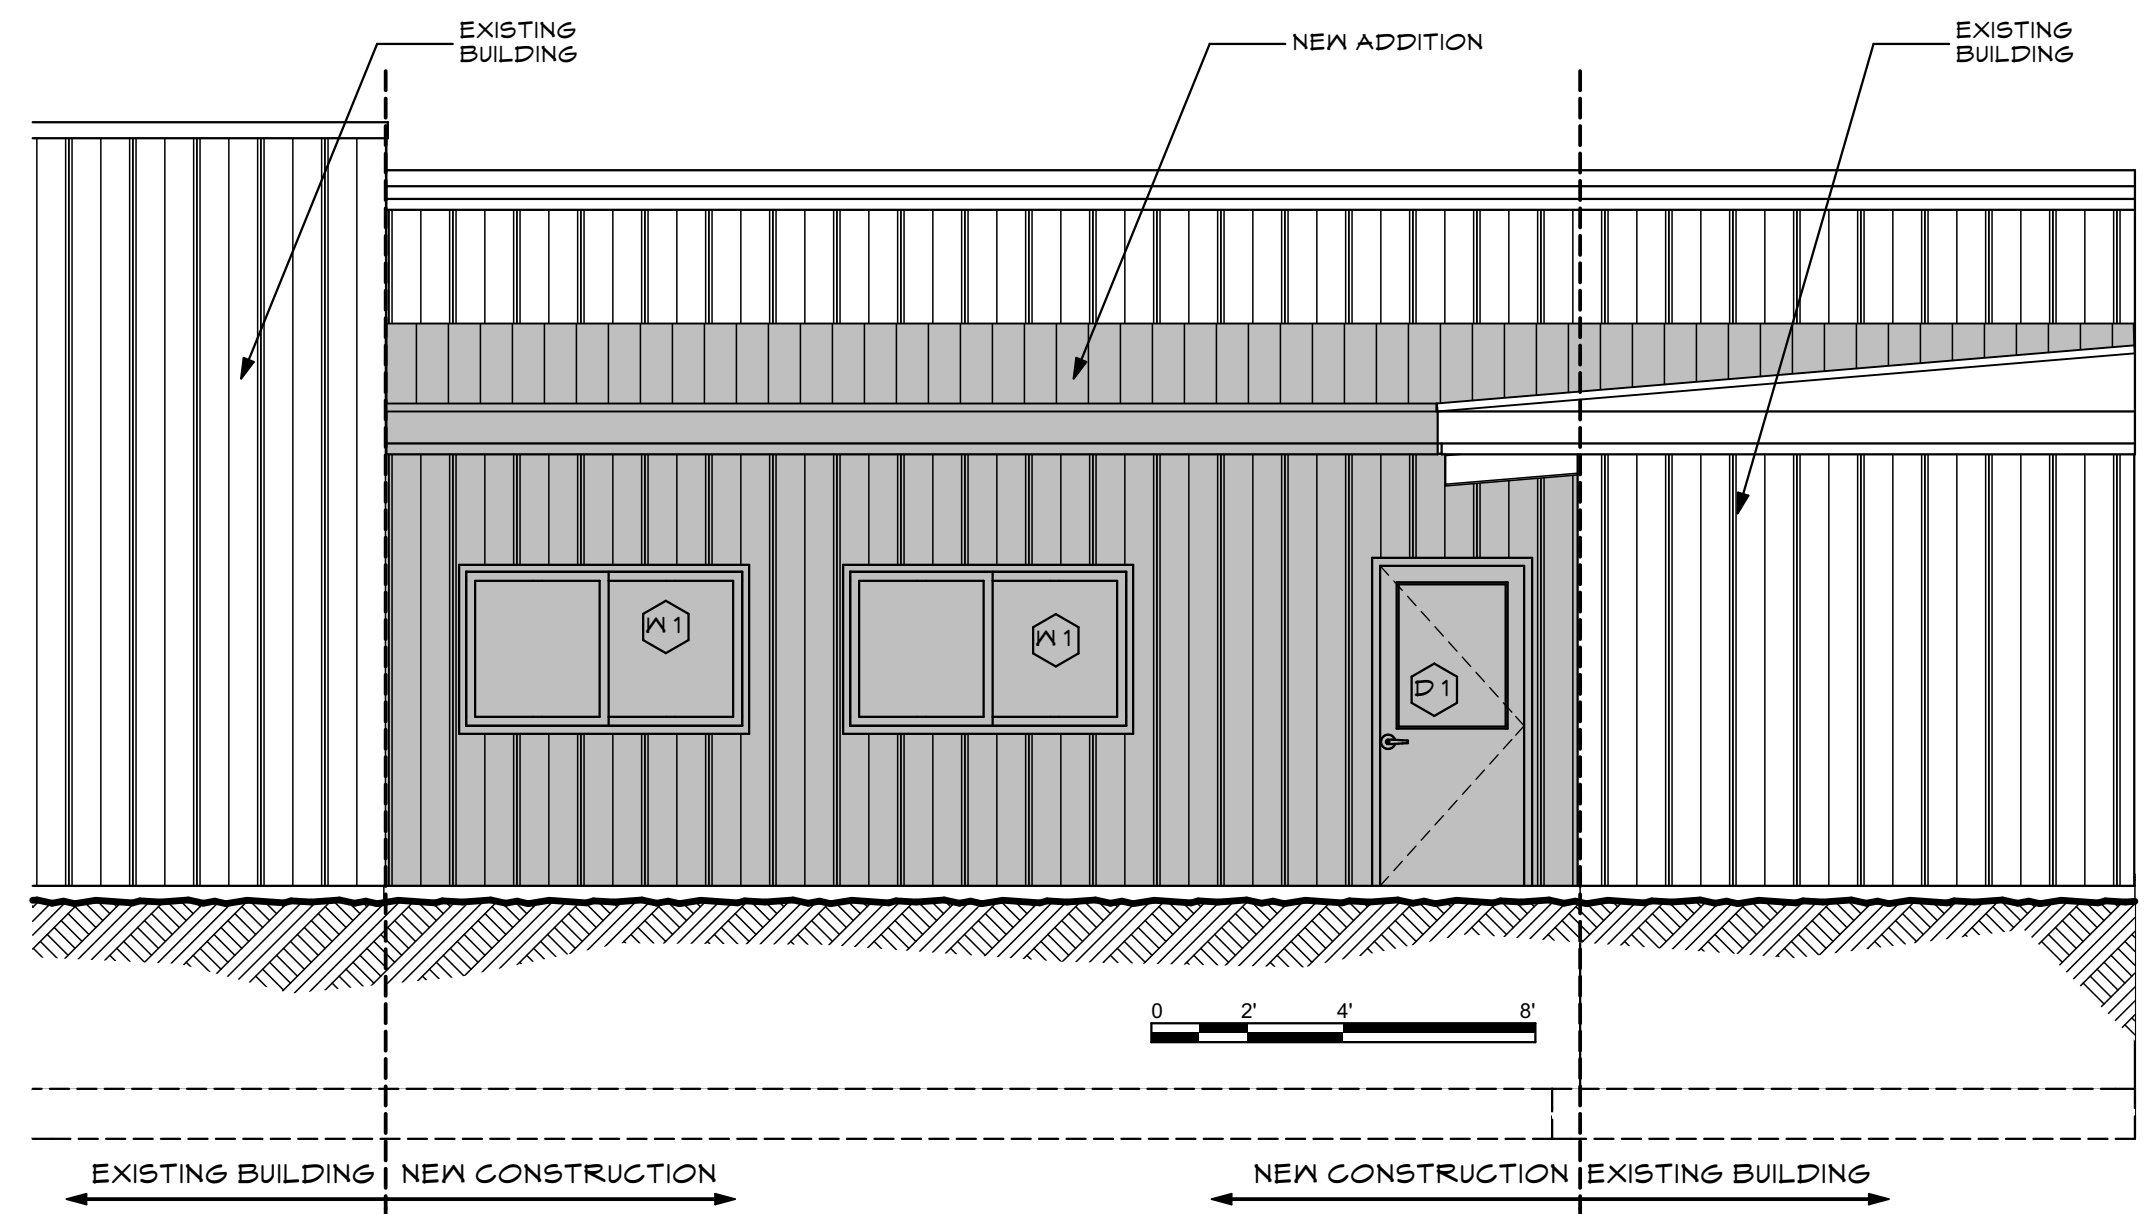 EXISTING
BUILDING
NEW ADDITION
EXISTING
BUILDING
W1
W1
D1
0 2' 4' 8'
EXISTING BUILDING NEW CONSTRUCTION
NEW CONSTRUCTION EXISTING BUILDING